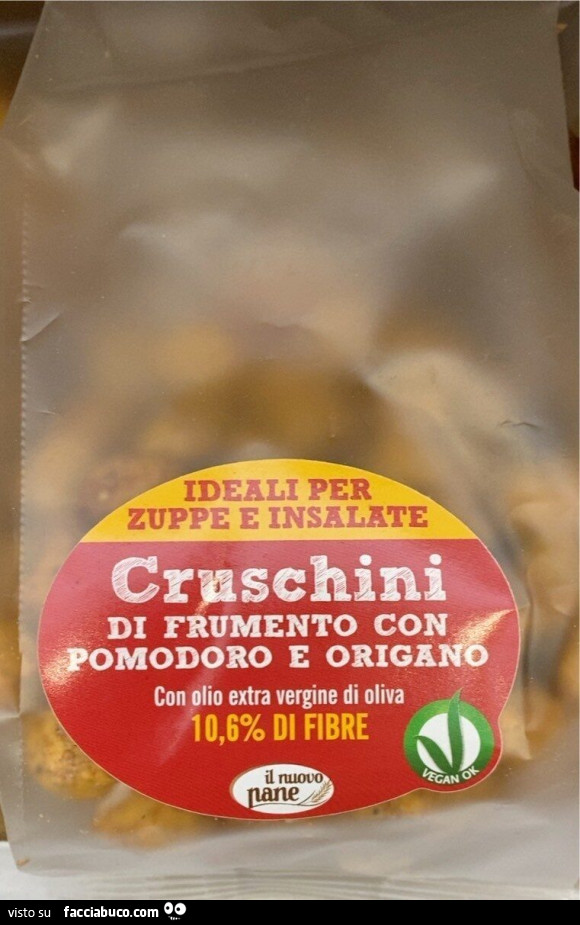 IDEALI PER
ZUPPE E INSALATE
Cruschini
DI FRUMENTO CON
POMODORO E ORIGANO
Con olio extra vergine di oliva
10,6% DI FIBRE
VEGAN OK
il nuovo
pane
visto su facciabuco.com